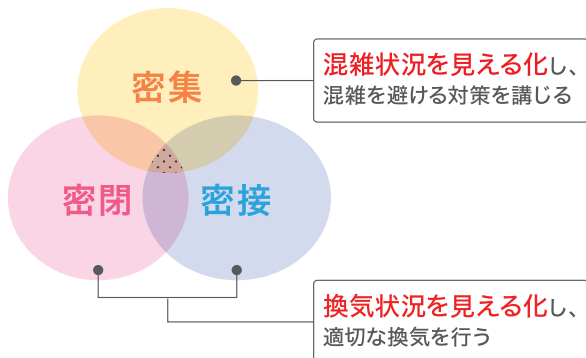 密集
混雑状況を見える化し、
混雑を避ける対策を講じる
密閉
密接
換気状況を見える化し、
適切な換気を行う